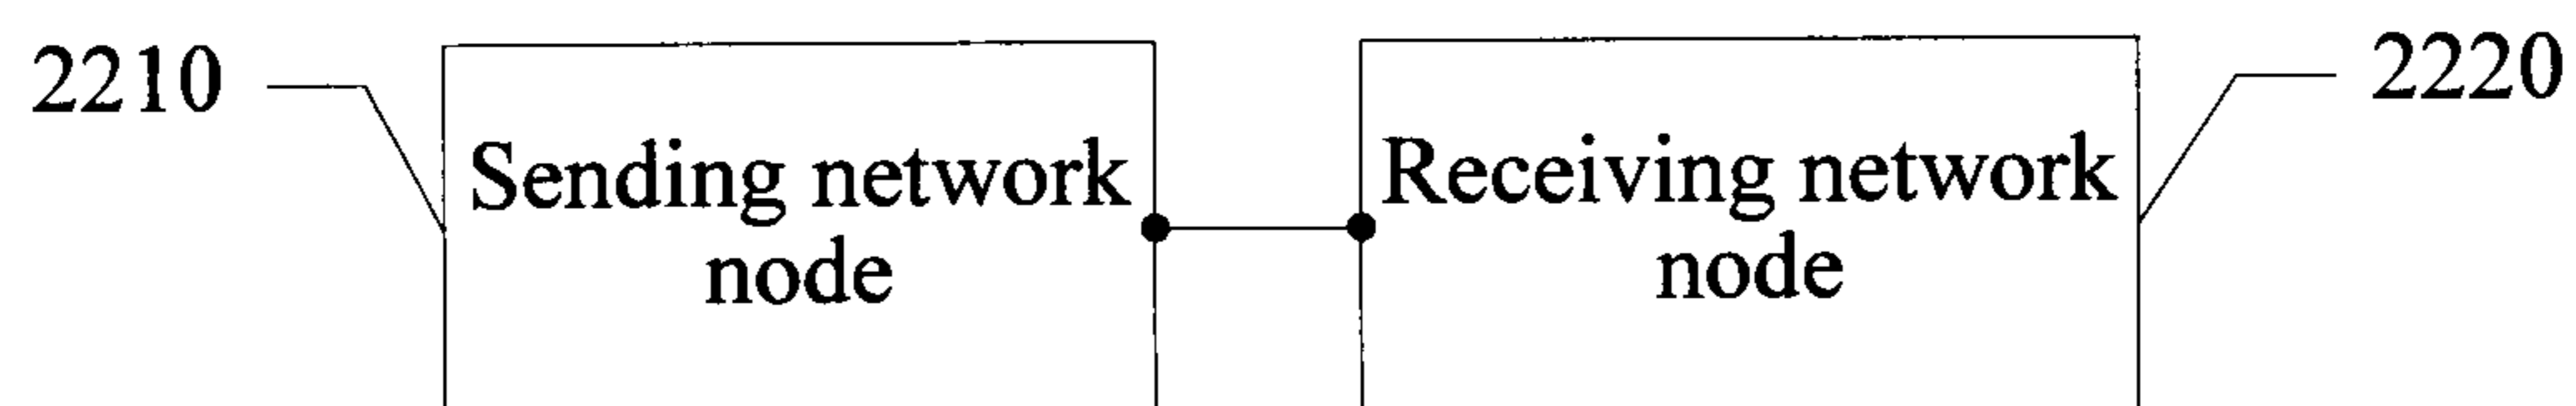 2210
Sending network
node
Receiving network
node
2220